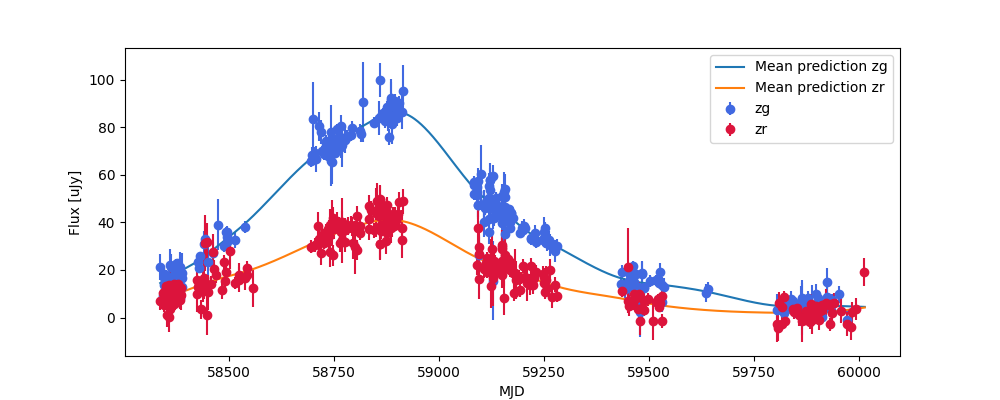 Mean prediction zg
Mean prediction zr
zg
zr
Flux [uJy]
100
80
60
40
20
0
58500 58750 59000 59250 59500 59750 60000
MJD